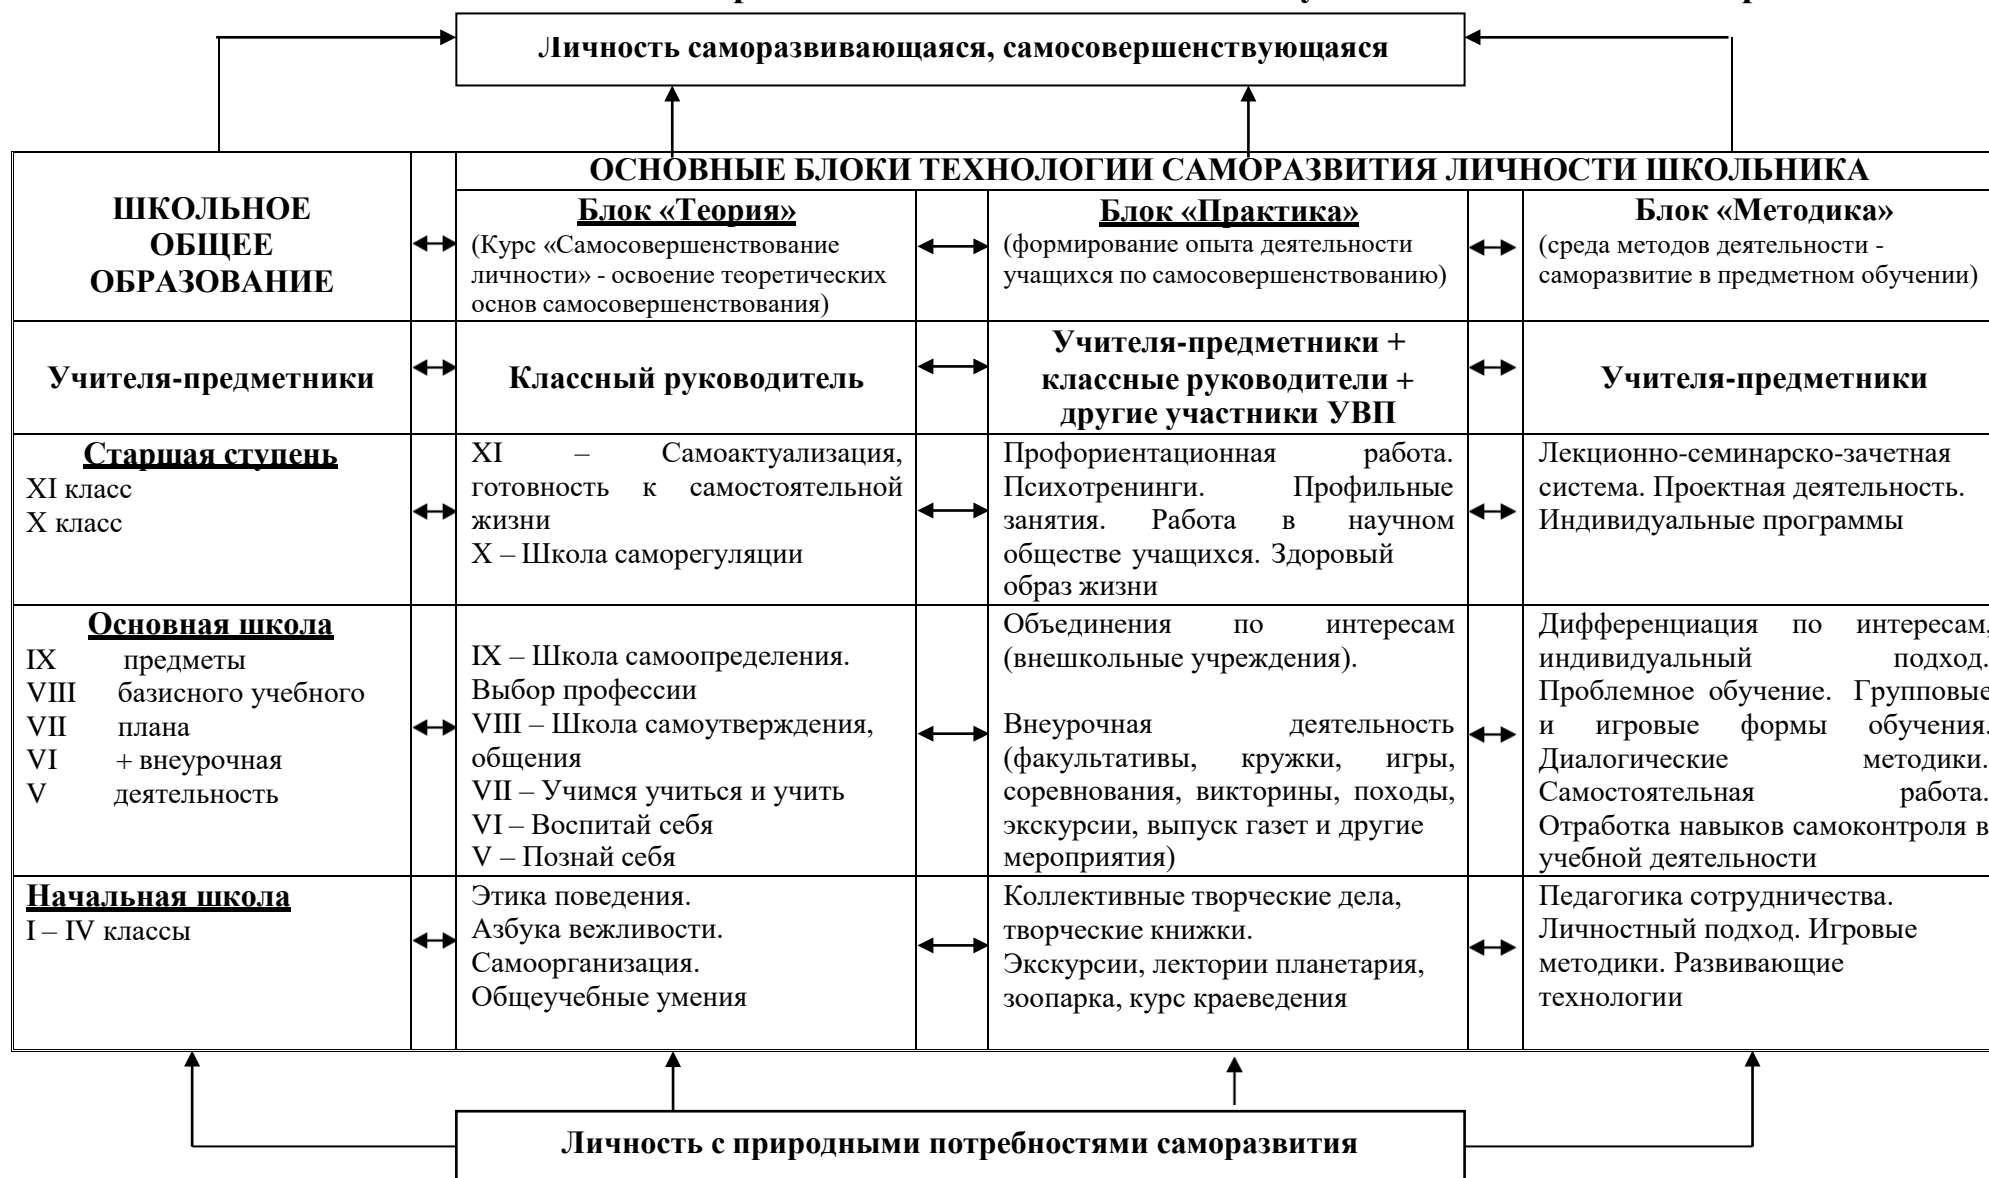 Личность саморазвивающаяся, самосовершенствующаяся
ШКОЛЬНОЕ
ОБЩЕЕ
ОБРАЗОВАНИЕ
ОСНОВНЫЕ БЛОКИ ТЕХНОЛОГИИ САМОРАЗВИТИЯ ЛИЧНОСТИ ШКОЛЬНИКА
Блок «Теория»
(Курс «Самосовершенствование
личности» - освоение теоретических
основ самосовершенствования)
Блок «Практика»
(формирование опыта деятельности
учащихся по самосовершенствованию)
Блок «Методика»
(среда методов деятельности -
саморазвитие в предметном обучении)
Учителя-предметники
Классный руководитель
Учителя-предметники +
классные руководители +
другие участники УВП
Учителя-предметники
Старшая ступень
XI класс
X класс
XI – Самоактуализация,
готовность к самостоятельной
жизни
X – Школа саморегуляции
Профориентационная работа.
Психотренинги. Профильные
занятия. Работа в научном
обществе учащихся. Здоровый
образ жизни
Лекционно-семинарско-зачетная
система. Проектная деятельность.
Индивидуальные программы
Основная школа
IX предметы
VIII базисного учебного
VII плана
VI + внеурочная
V деятельность
IX – Школа самоопределения.
Выбор профессии
VIII – Школа самоутверждения,
общения
VII – Учимся учиться и учить
VI – Воспитай себя
V – Познай себя
Объединения по интересам
(внешкольные учреждения).
Внеурочная деятельность
(факультативы, кружки, игры,
соревнования, викторины, походы,
экскурсии, выпуск газет и другие
мероприятия)
Дифференциация по интересам,
индивидуальный подход.
Проблемное обучение. Групповые
и игровые формы обучения.
Диалогические методики.
Самостоятельная работа.
Отработка навыков самоконтроля в
учебной деятельности
Начальная школа
I – IV классы
Этика поведения.
Азбука вежливости.
Самоорганизация.
Общеучебные умения
Коллективные творческие дела,
творческие книжки.
Экскурсии, лектории планетария,
зоопарка, курс краеведения
Педагогика сотрудничества.
Личностный подход. Игровые
методики. Развивающие
технологии
Личность с природными потребностями саморазвития